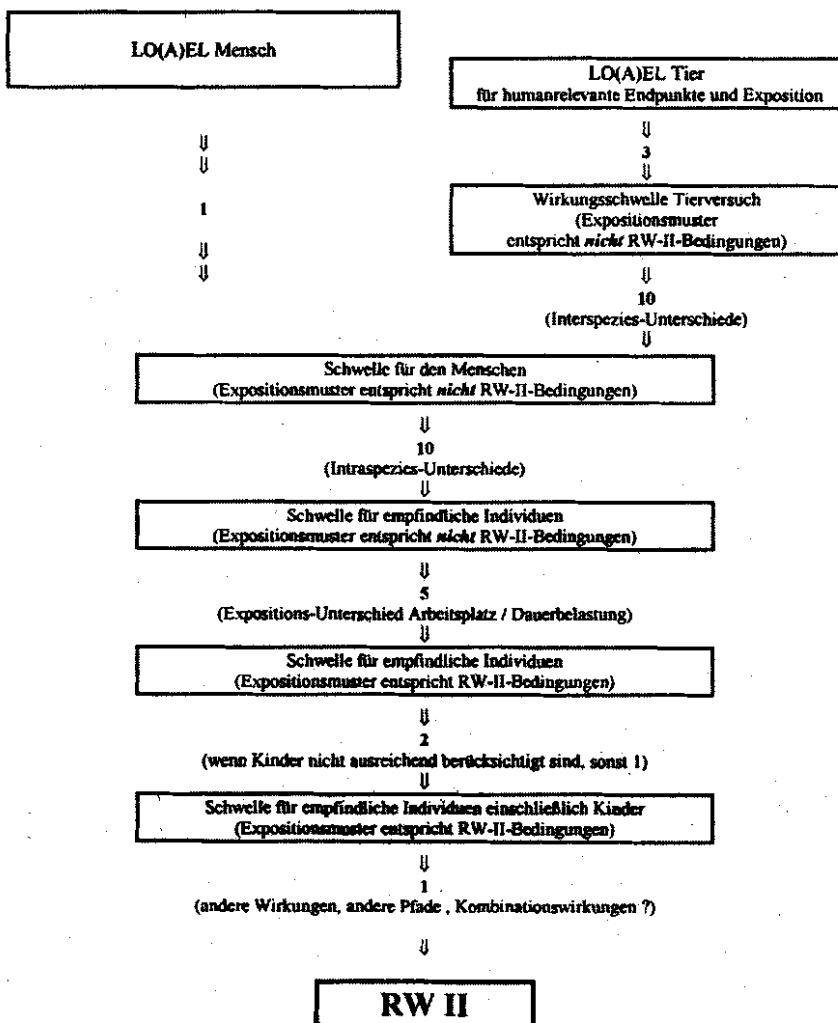 LO(A)EL Mensch
⇓
⇓
1
⇓
⇓
LO(A)EL Tier
für humanrelevante Endpunkte und Exposition
⇓
3
⇓
Wirkungsschwelle Tierversuch
(Expositionsmuster
entspricht nicht RW-II-Bedingungen)
⇓
10
(Interspezies-Unterschiede)
⇓
Schwelle für den Menschen
(Expositionsmuster entspricht nicht RW-II-Bedingungen)
⇓
10
(Intraspezies-Unterschiede)
⇓
Schwelle für empfindliche Individuen
(Expositionsmuster entspricht nicht RW-II-Bedingungen)
⇓
5
(Expositions-Unterschied Arbeitsplatz / Dauerbelastung)
⇓
Schwelle für empfindliche Individuen
(Expositionsmuster entspricht RW-II-Bedingungen)
⇓
2
(wenn Kinder nicht ausreichend berücksichtigt sind, sonst 1)
⇓
Schwelle für empfindliche Individuen einschließlich Kinder
(Expositionsmuster entspricht RW-II-Bedingungen)
⇓
1
(andere Wirkungen, andere Pfade , Kombinationswirkungen ?)
⇓
RW II